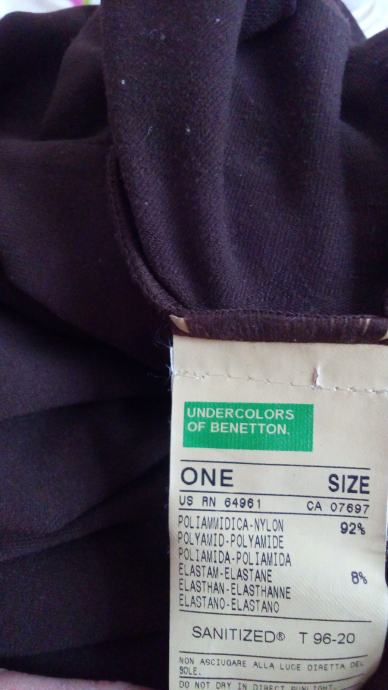 UNDERCOLORS
OF BENETTON.
ONE SIZE
US RN 64961 CA 07697
POLIAMMIDICA-NYLON 92%
POLYAMID-POLYAMIDE
POLIAMIDA-POLIAMIDA
ELASTAM-ELASTANE 8%
ELASTHAN-ELASTHANNE
ELASTANO-ELASTANO
SANITIZED® T 96-20
NON ASCIUGARE ALLA LUCE DIRETTA DEL
SOLE.
DO NOT DRY IN DIRECT SUNLIGHT.